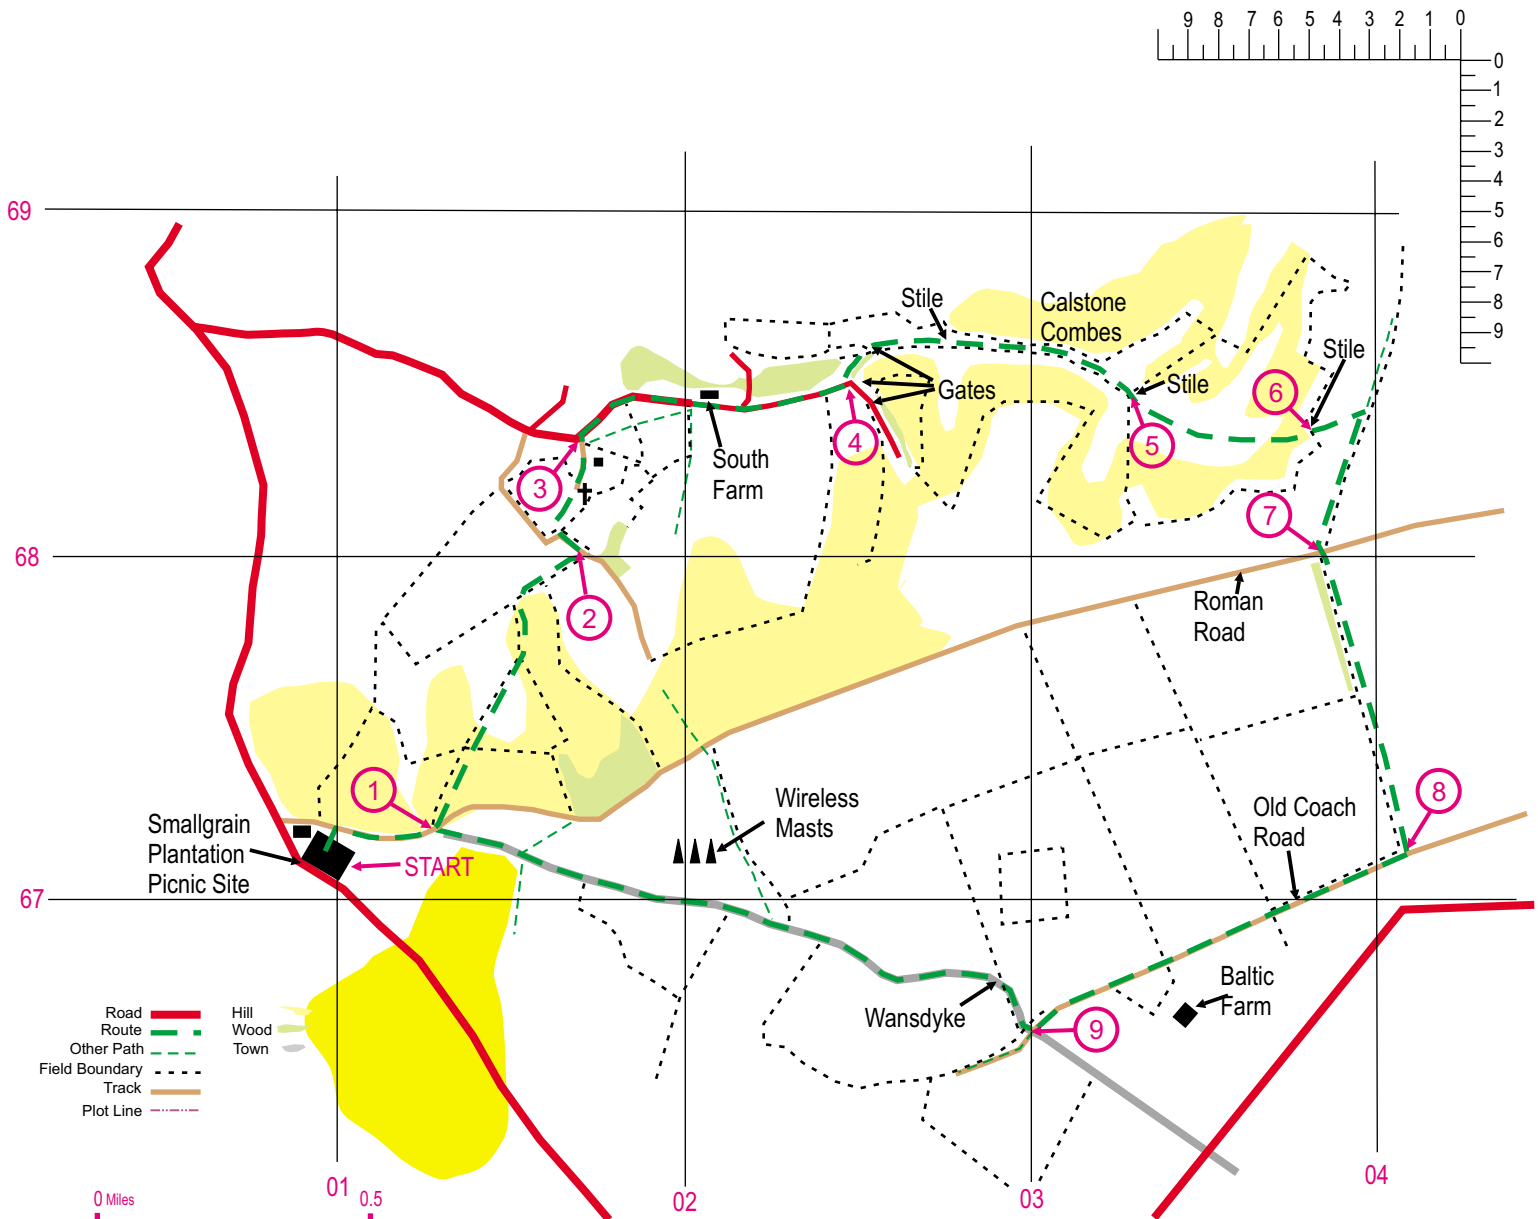 9 8 7 6 5 4 3 2 1 0
0
1
2
3
4
5
6
7
8
9
69
Stile
Calstone
Combes
Stile
Stile
Gates
6
5
4
South
Farm
3
7
68
Roman
Road
2
1
Wireless
Masts
Old Coach
Road
8
Smallgrain
Plantation
Picnic Site
START
67
Baltic
Farm
Wansdyke
9
Road
Hill
Route
Wood
Other Path
Town
Field Boundary
Track
Plot Line
01
02
03
04
0 Miles
0.5